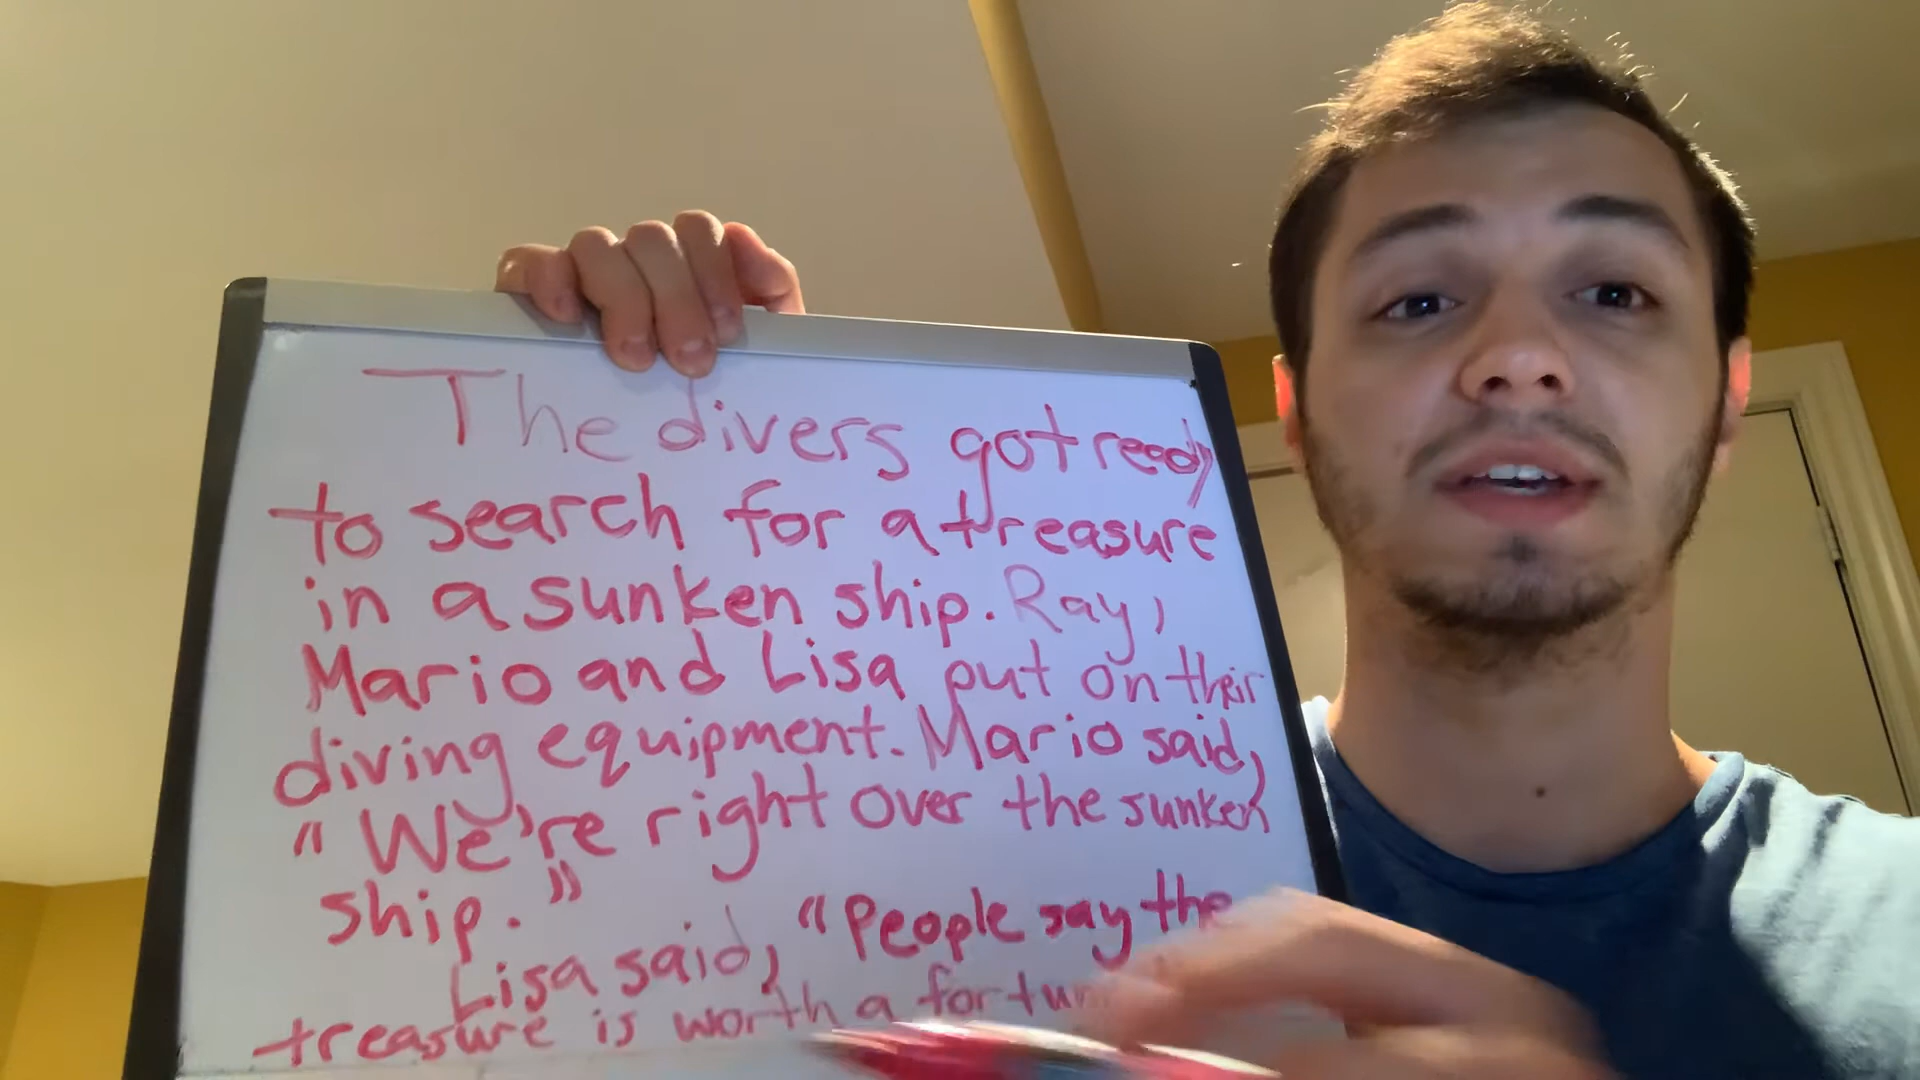 The divers got ready
to search for a treasure
in a sunken ship. Ray,
Mario and Lisa put on their
diving equipment. Mario said,
"We're right over the sunken
ship."
Lisa said, "People say the
treasure is worth a